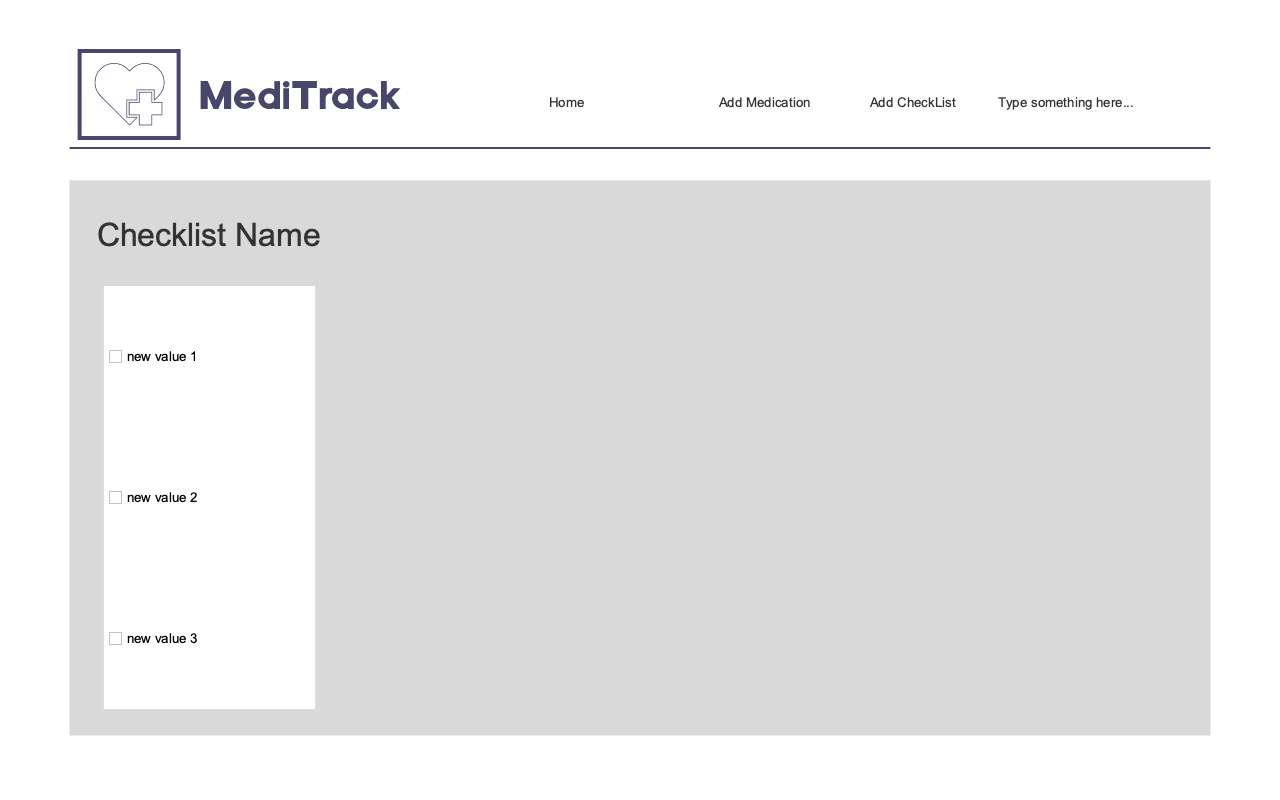 MediTrack
Home
Add Medication
Add CheckList
Type something here...
Checklist Name
new value 1
new value 2
new value 3